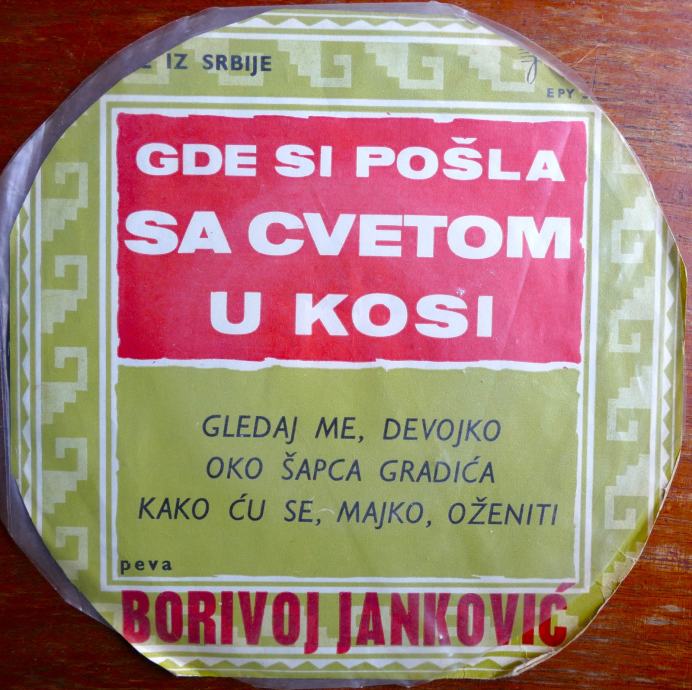 IZ SRBIJE
EPY
GDE SI POŠLA
SA CVETOM
U KOSI
GLEDAJ ME, DEVOJKO
OKO ŠAPCA GRADIĆA
KAKO ĆU SE, MAJKO, OŽENITI
peva
BORIVOJ JANKOVIĆ